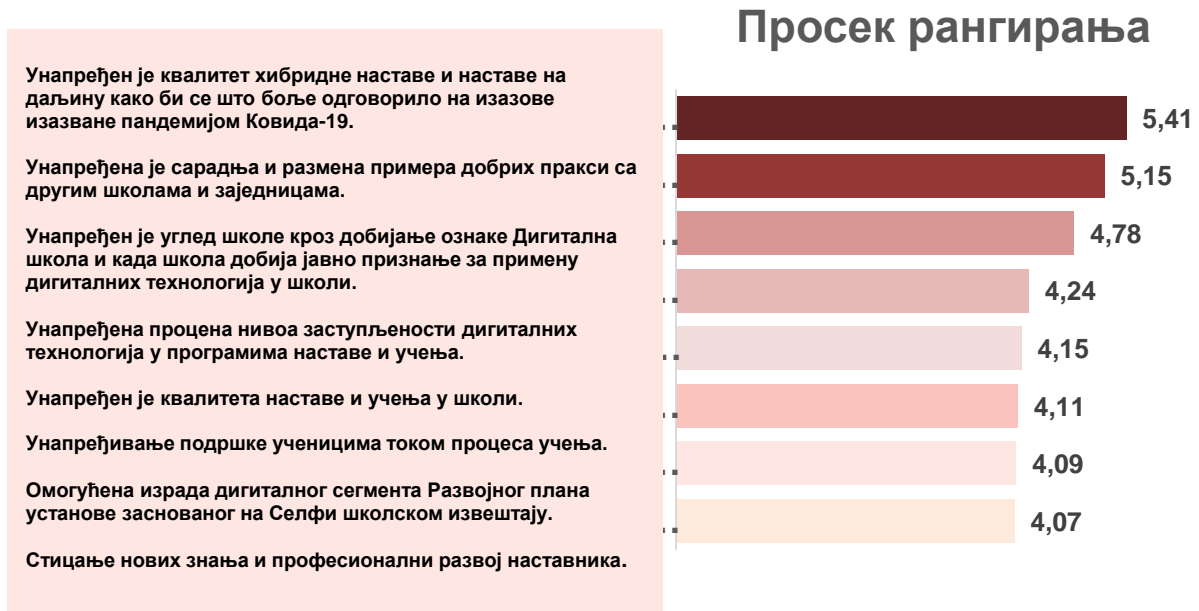 Просек рангирања
Унапређен је квалитет хибридне наставе и наставе на
даљину како би се што боље одговорило на изазове
изазване пандемијом Ковида-19.
Унапређена је сарадња и размена примера добрих пракси са
другим школама и заједницама.
Унапређен је углед школе кроз добијање ознаке Дигитална
школа и када школа добија јавно признање за примену
дигиталних технологија у школи.
Унапређена процена нивоа заступљености дигиталних
технологија у програмима наставе и учења.
Унапређен је квалитета наставе и учења у школи.
Унапређивање подршке ученицима током процеса учења.
Омогућена израда дигиталног сегмента Развојног плана
установе заснованог на Селфи школском извештају.
Стицање нових знања и професионални развој наставника.
5,41
5,15
4,78
4,24
4,15
4,11
4,09
4,07